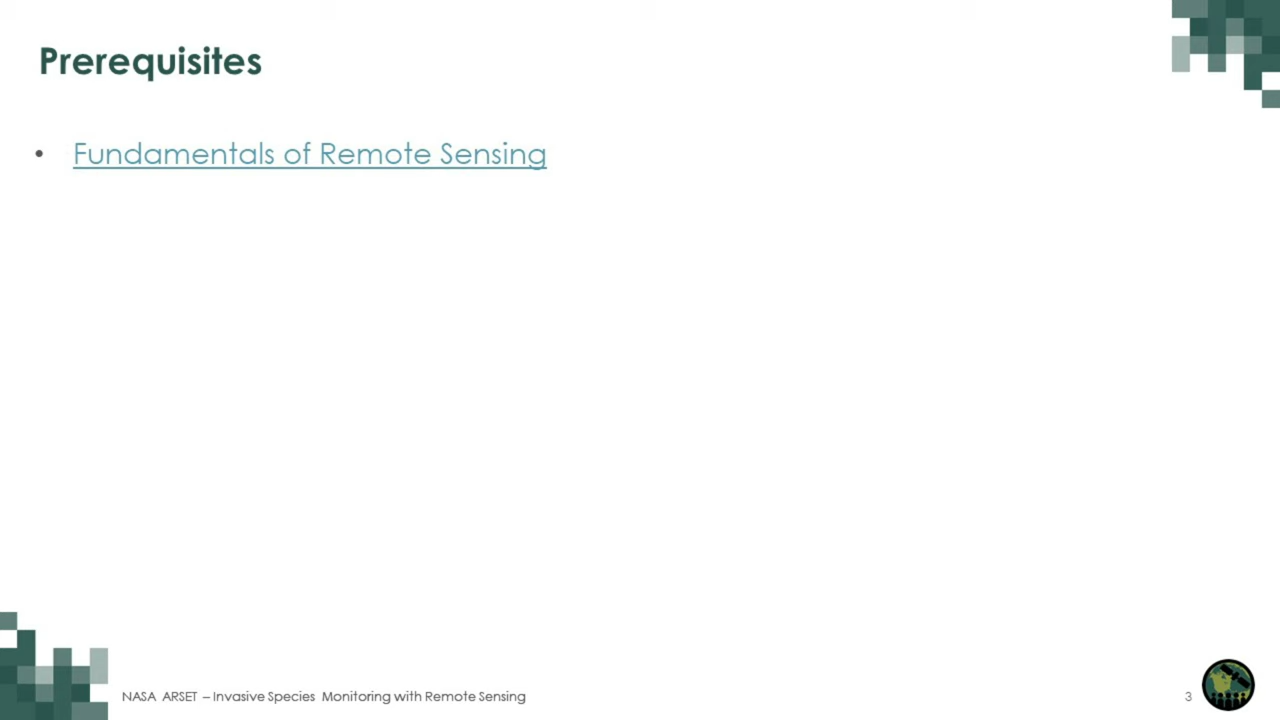 Prerequisites
• Fundamentals of Remote Sensing
NASA ARSET – Invasive Species Monitoring with Remote Sensing
3